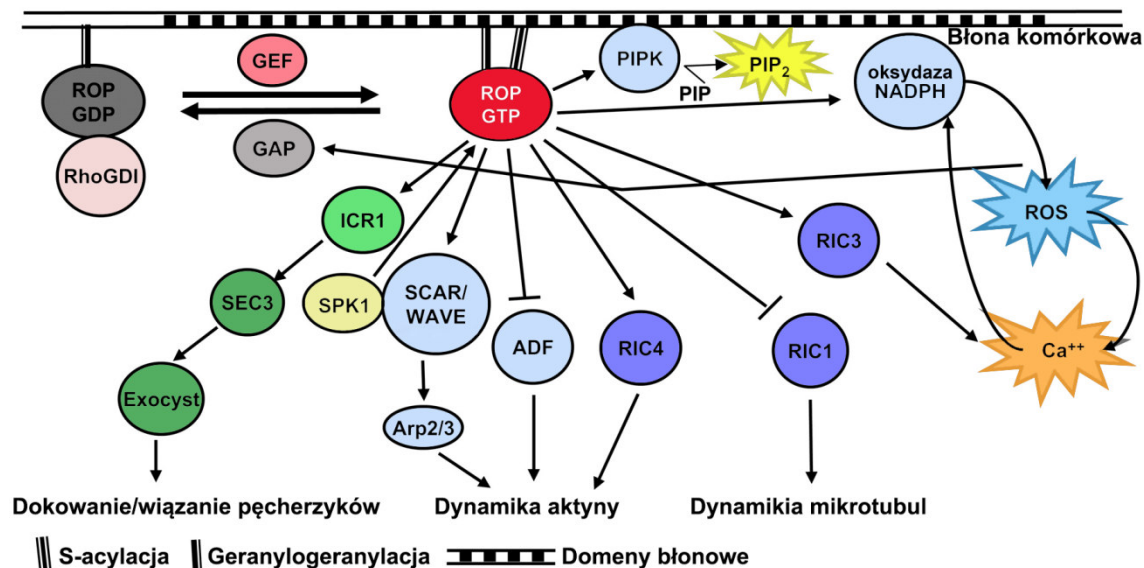 Błona komórkowa
GEF
PIPK
PIP2
PIP
oksydaza
NADPH
ROP
GDP
ROP
GTP
GAP
RhoGDI
ICR1
ROS
RIC3
SEC3
SPK1
SCAR/
WAVE
ADF
RIC4
RIC1
Ca++
Exocyst
Arp2/3
Dokowanie/wiązanie pęcherzyków
Dynamika aktyny
Dynamikia mikrotubul
S-acylacja
Geranylogeranylacja
Domeny błonowe